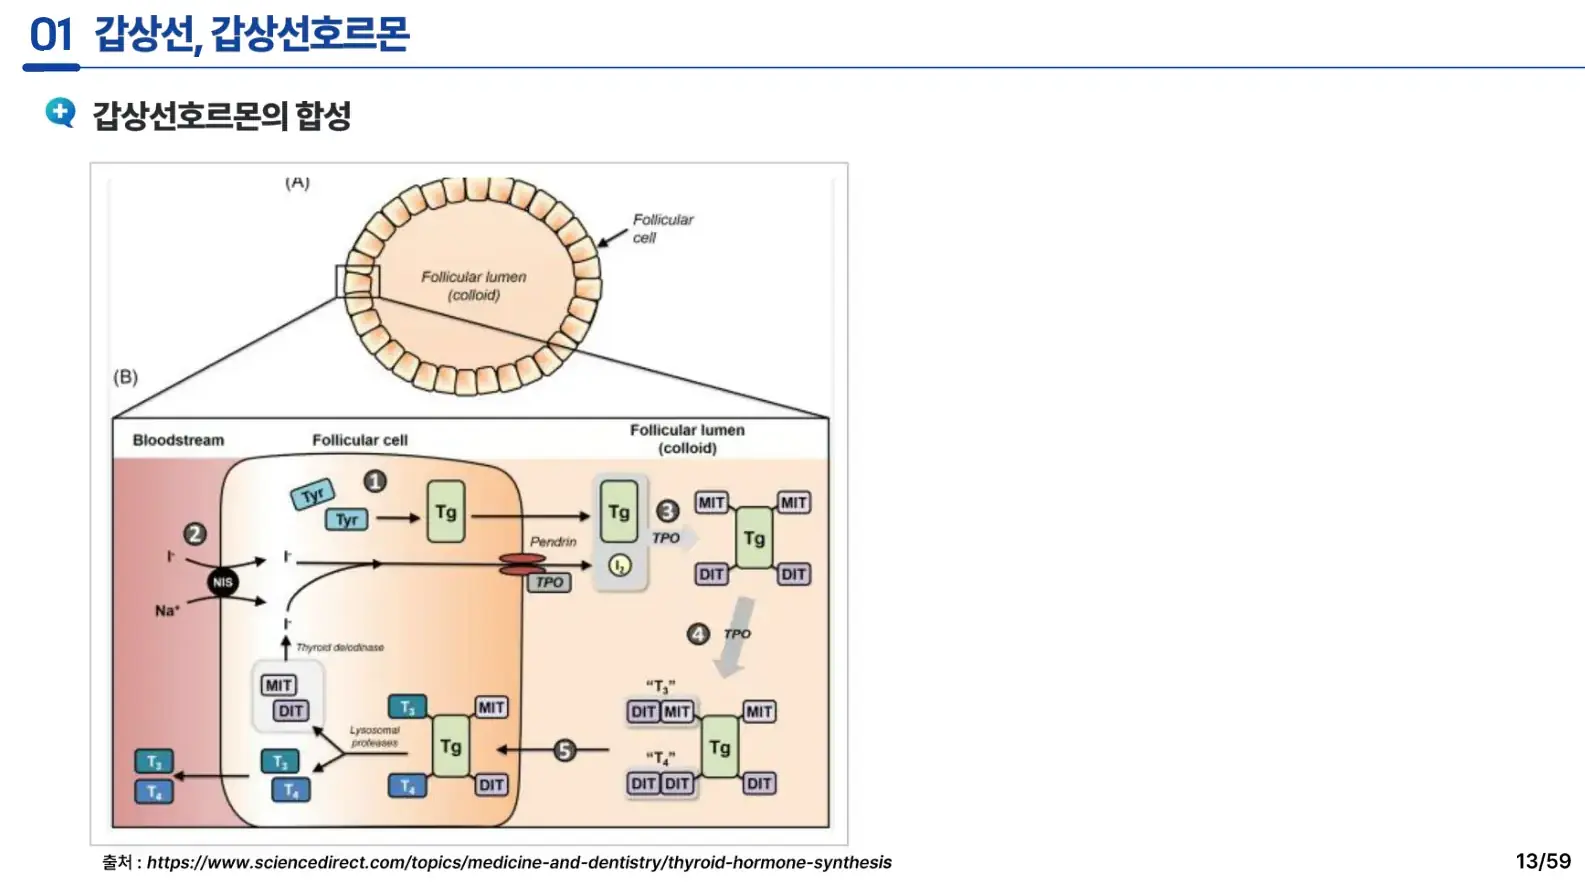 01 갑상선, 갑상선호르몬
갑상선호르몬의 합성
(A)
Follicular
cell
Follicular lumen
(colloid)
(B)
Bloodstream
Follicular cell
Follicular lumen
(colloid)
1
Tyr
Tyr
Tg
Tg
3
TPO
MIT
MIT
Tg
DIT
DIT
2
I-
I-
NIS
Na+
Pendrin
TPO
I2
I-
Thyroid deiodinase
4
TPO
MIT
DIT
T3
MIT
Tg
T4
DIT
Lysosomal
proteases
5
"T3"
DIT MIT
MIT
Tg
"T4"
DIT DIT
DIT
T3
T4
T3
T4
출처 : https://www.sciencedirect.com/topics/medicine-and-dentistry/thyroid-hormone-synthesis
13/59